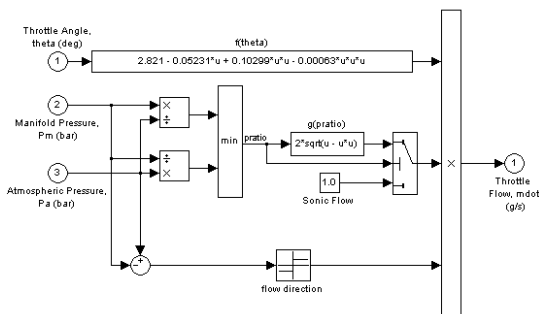 Throttle Angle,
theta (deg)
1
f(theta)
2.821 - 0.05231*u + 0.10299*u*u - 0.00063*u*u*u
2
Manifold Pressure,
Pm (bar)
×
÷
min
pratio
g(pratio)
2*sqrt(u - u*u)
3
Atmospheric Pressure,
Pa (bar)
÷
×
1.0
Sonic Flow
×
1
Throttle
Flow, mdot
(g/s)
+
−
flow direction